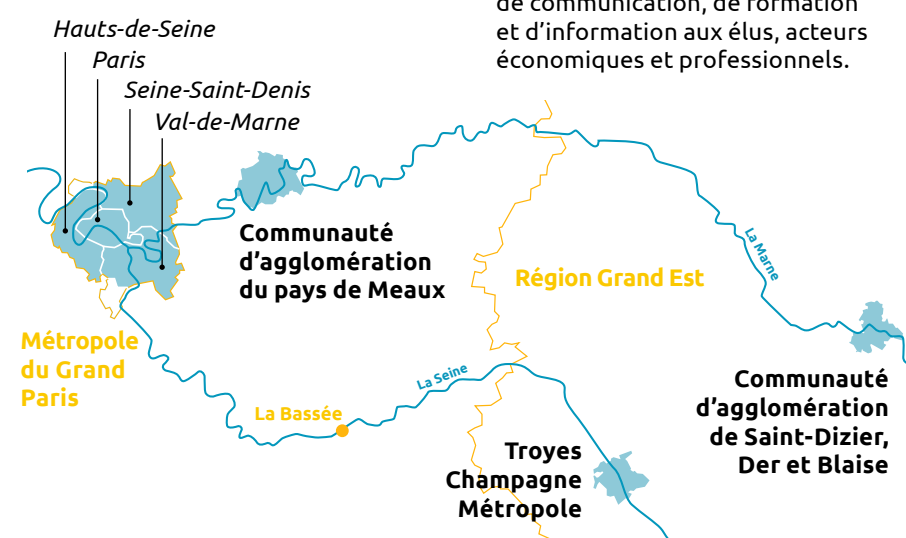 de communication, de formation
et d'information aux élus, acteurs
économiques et professionnels.
Hauts-de-Seine
Paris
Seine-Saint-Denis
Val-de-Marne
Communauté
d'agglomération
du pays de Meaux
Région Grand Est
La Marne
Métropole
du Grand
Paris
La Bassée
La Seine
Communauté
d'agglomération
de Saint-Dizier,
Der et Blaise
Troyes
Champagne
Métropole